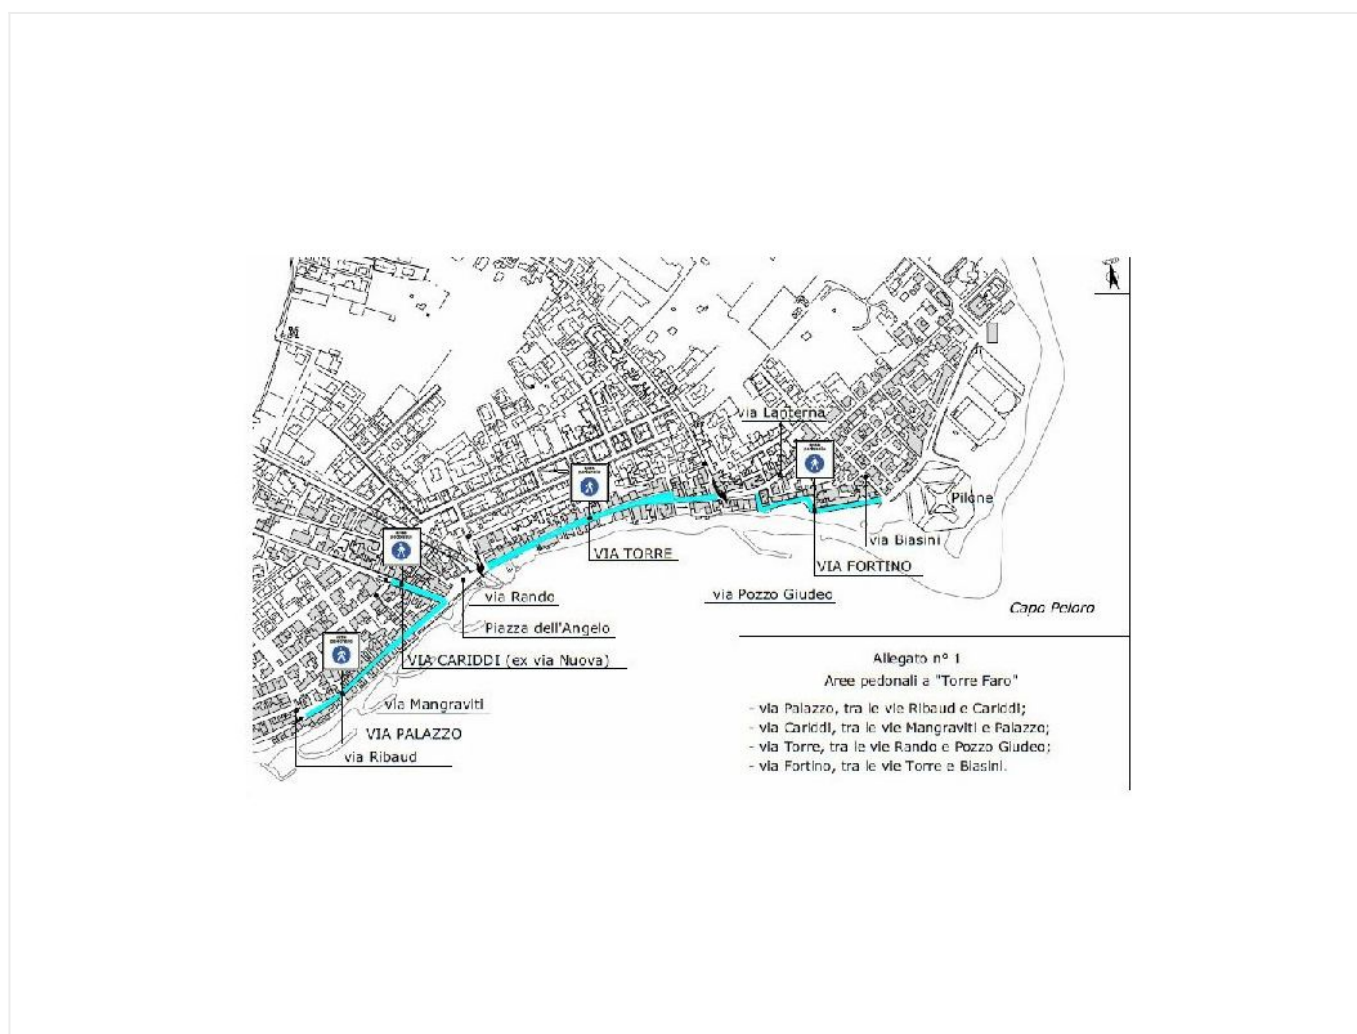 via Lanterna
Pilone
via Biasini
VIA TORRE
VIA FORTINO
via Rando
via Pozzo Giudeo
Capo Peloro
Piazza dell'Angelo
VIA CARIDDI (ex via Nuova)
via Mangraviti
VIA PALAZZO
via Ribaud
Allegato n° 1
Aree pedonali a "Torre Faro"
- via Palazzo, tra le vie Ribaud e Cariddi;
- via Cariddi, tra le vie Mangraviti e Palazzo;
- via Torre, tra le vie Rando e Pozzo Giudeo;
- via Fortino, tra le vie Torre e Biasini.